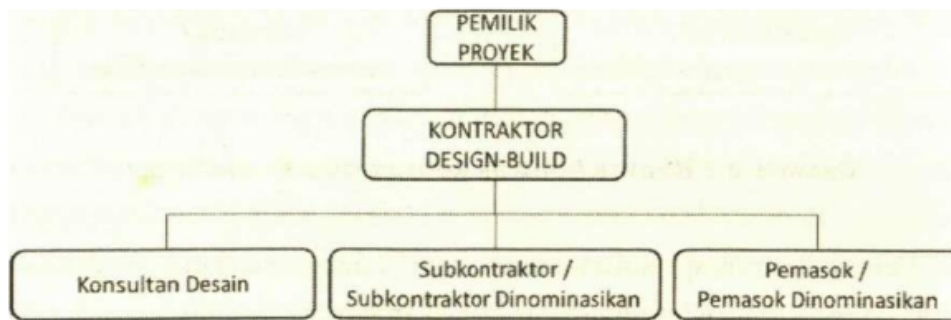 PEMILIK
PROYEK
KONTRAKTOR
DESIGN-BUILD
Konsultan Desain
Subkontraktor /
Subkontraktor Dinominasikan
Pemasok /
Pemasok Dinominasikan